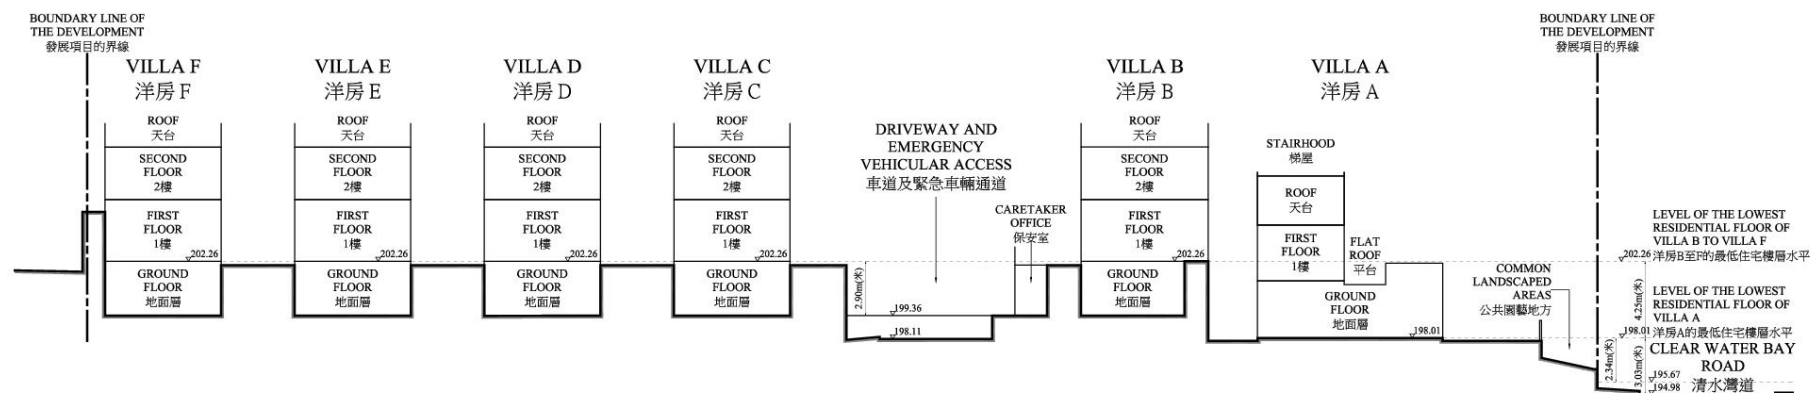 BOUNDARY LINE OF
THE DEVELOPMENT
發展項目的界線
BOUNDARY LINE OF
THE DEVELOPMENT
發展項目的界線
VILLA F
洋房 F
VILLA E
洋房 E
VILLA D
洋房 D
VILLA C
洋房 C
VILLA B
洋房 B
VILLA A
洋房 A
ROOF
天台
SECOND
FLOOR
2樓
FIRST
FLOOR
1樓
202.26
GROUND
FLOOR
地面層
ROOF
天台
SECOND
FLOOR
2樓
FIRST
FLOOR
1樓
202.26
GROUND
FLOOR
地面層
ROOF
天台
SECOND
FLOOR
2樓
FIRST
FLOOR
1樓
202.26
GROUND
FLOOR
地面層
ROOF
天台
SECOND
FLOOR
2樓
FIRST
FLOOR
1樓
202.26
GROUND
FLOOR
地面層
DRIVEWAY AND
EMERGENCY
VEHICULAR ACCESS
車道及緊急車輛通道
2.90m(米)
199.36
198.11
CARETAKER
OFFICE
保安室
ROOF
天台
SECOND
FLOOR
2樓
FIRST
FLOOR
1樓
202.26
GROUND
FLOOR
地面層
STAIRHOOD
梯屋
ROOF
天台
FIRST
FLOOR
1樓
FLAT
ROOF
平台
GROUND
FLOOR
地面層
198.01
COMMON
LANDSCAPED
AREAS
公共園藝地方
LEVEL OF THE LOWEST
RESIDENTIAL FLOOR OF
VILLA B TO VILLA F
202.26 洋房B至F的最低住宅樓層水平
4.25m(米)
LEVEL OF THE LOWEST
RESIDENTIAL FLOOR OF
VILLA A
198.01 洋房A的最低住宅樓層水平
2.34m(米)
3.03m(米)
CLEAR WATER BAY
ROAD
清水灣道
195.67
194.98